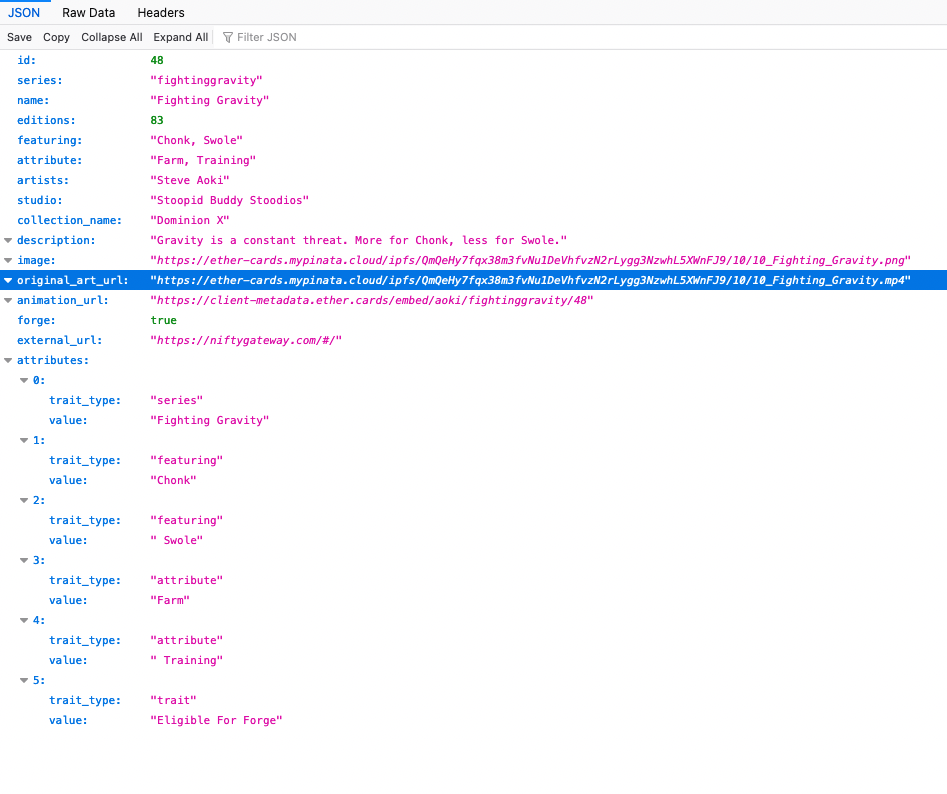 JSON Raw Data Headers
Save Copy Collapse All Expand All Filter JSON
id: 48
series: "fightinggravity"
name: "Fighting Gravity"
editions: 83
featuring: "Chonk, Swole"
attribute: "Farm, Training"
artists: "Steve Aoki"
studio: "Stoopid Buddy Stoodios"
collection_name: "Dominion X"
description: "Gravity is a constant threat. More for Chonk, less for Swole."
image: "https://ether-cards.mypinata.cloud/ipfs/QmQeHy7fqx38m3fvNu1DeVhfvzN2rLygg3NzwhL5XWnFJ9/10/10_Fighting_Gravity.png"
original_art_url: "https://ether-cards.mypinata.cloud/ipfs/QmQeHy7fqx38m3fvNu1DeVhfvzN2rLygg3NzwhL5XWnFJ9/10/10_Fighting_Gravity.mp4"
animation_url: "https://client-metadata.ether.cards/embed/aoki/fightinggravity/48"
forge: true
external_url: "https://niftygateway.com/#/"
attributes:
0:
trait_type: "series"
value: "Fighting Gravity"
1:
trait_type: "featuring"
value: "Chonk"
2:
trait_type: "featuring"
value: " Swole"
3:
trait_type: "attribute"
value: "Farm"
4:
trait_type: "attribute"
value: " Training"
5:
trait_type: "trait"
value: "Eligible For Forge"